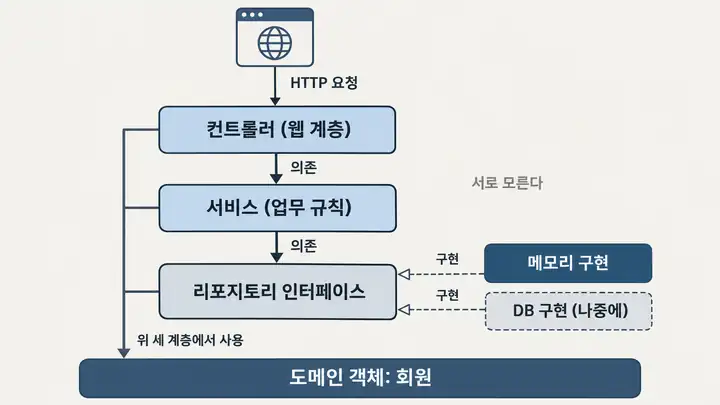 HTTP 요청
컨트롤러 (웹 계층)
의존
서로 모른다
서비스 (업무 규칙)
의존
구현
메모리 구현
리포지토리 인터페이스
구현
DB 구현 (나중에)
위 세 계층에서 사용
도메인 객체: 회원